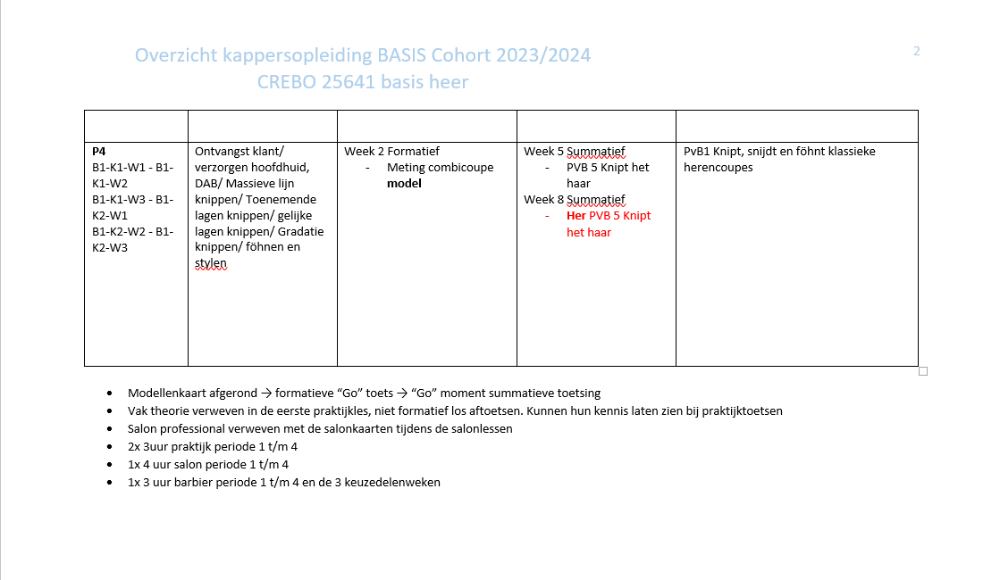 Overzicht kappersopleiding BASIS Cohort 2023/2024
CREBO 25641 basis heer
2
P4
B1-K1-W1 - B1-
K1-W2
B1-K1-W3 - B1-
K2-W1
B1-K2-W2 - B1-
K2-W3
Ontvangst klant/
verzorgen hoofdhuid,
DAB/ Massieve lijn
knippen/ Toenemende
lagen knippen/ gelijke
lagen knippen/ Gradatie
knippen/ föhnen en
stylen
Week 2 Formatief
- Meting combicoupe
model
Week 5 Summatief
- PVB 5 Knipt het
haar
Week 8 Summatief
- Her PVB 5 Knipt
het haar
PvB1 Knipt, snijdt en föhnt klassieke
herencoupes
• Modellenkaart afgerond → formatieve “Go” toets → “Go” moment summatieve toetsing
• Vak theorie verweven in de eerste praktijkles, niet formatief los aftoetsen. Kunnen hun kennis laten zien bij praktijktoetsen
• Salon professional verweven met de salonkaarten tijdens de salonlessen
• 2x 3uur praktijk periode 1 t/m 4
• 1x 4 uur salon periode 1 t/m 4
• 1x 3 uur barbier periode 1 t/m 4 en de 3 keuzedelenweken